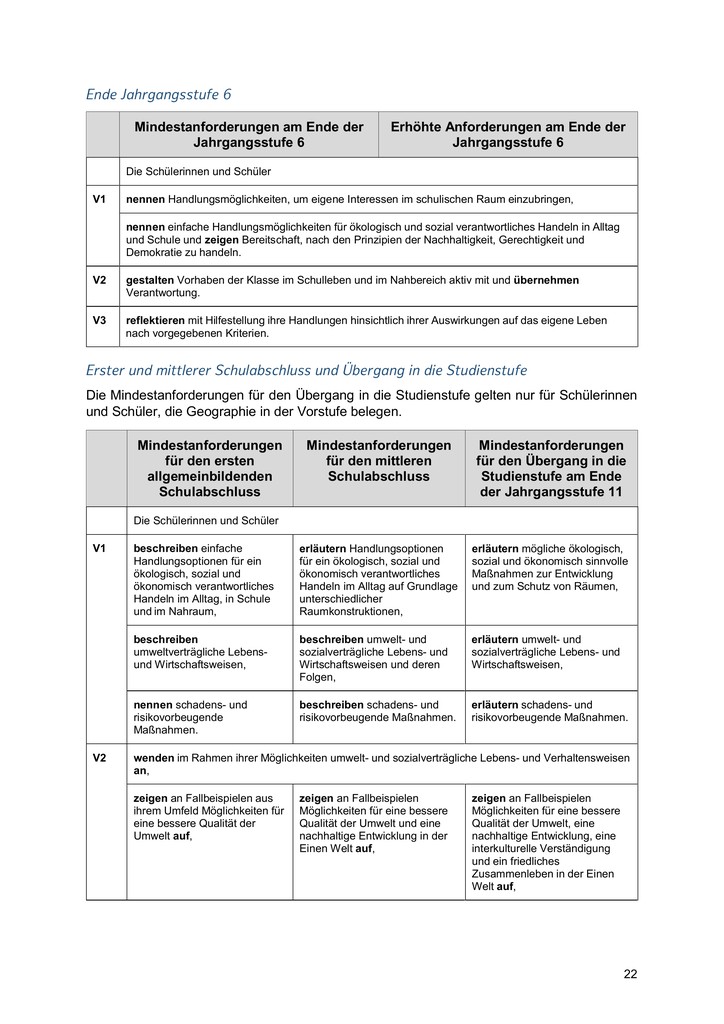 Ende Jahrgangsstufe 6
Mindestanforderungen am Ende der
Jahrgangsstufe 6
Erhöhte Anforderungen am Ende der
Jahrgangsstufe 6
Die Schülerinnen und Schüler
V1
nennen Handlungsmöglichkeiten, um eigene Interessen im schulischen Raum einzubringen,
nennen einfache Handlungsmöglichkeiten für ökologisch und sozial verantwortliches Handeln in Alltag
und Schule und zeigen Bereitschaft, nach den Prinzipien der Nachhaltigkeit, Gerechtigkeit und
Demokratie zu handeln.
V2
gestalten Vorhaben der Klasse im Schulleben und im Nahbereich aktiv mit und übernehmen
Verantwortung.
V3
reflektieren mit Hilfestellung ihre Handlungen hinsichtlich ihrer Auswirkungen auf das eigene Leben
nach vorgegebenen Kriterien.
Erster und mittlerer Schulabschluss und Übergang in die Studienstufe
Die Mindestanforderungen für den Übergang in die Studienstufe gelten nur für Schülerinnen
und Schüler, die Geographie in der Vorstufe belegen.
Mindestanforderungen
für den ersten
allgemeinbildenden
Schulabschluss
Mindestanforderungen
für den mittleren
Schulabschluss
Mindestanforderungen
für den Übergang in die
Studienstufe am Ende
der Jahrgangsstufe 11
Die Schülerinnen und Schüler
V1
beschreiben einfache
Handlungsoptionen für ein
ökologisch, sozial und
ökonomisch verantwortliches
Handeln im Alltag, in Schule
und im Nahraum,
erläutern Handlungsoptionen
für ein ökologisch, sozial und
ökonomisch verantwortliches
Handeln im Alltag auf Grundlage
unterschiedlicher
Raumkonstruktionen,
erläutern mögliche ökologisch,
sozial und ökonomisch sinnvolle
Maßnahmen zur Entwicklung
und zum Schutz von Räumen,
beschreiben
umweltverträgliche Lebens-
und Wirtschaftsweisen,
beschreiben umwelt- und
sozialverträgliche Lebens- und
Wirtschaftsweisen und deren
Folgen,
erläutern umwelt- und
sozialverträgliche Lebens- und
Wirtschaftsweisen,
nennen schadens- und
risikovorbeugende
Maßnahmen.
beschreiben schadens- und
risikovorbeugende Maßnahmen.
erläutern schadens- und
risikovorbeugende Maßnahmen.
V2
wenden im Rahmen ihrer Möglichkeiten umwelt- und sozialverträgliche Lebens- und Verhaltensweisen
an,
zeigen an Fallbeispielen aus
ihrem Umfeld Möglichkeiten für
eine bessere Qualität der
Umwelt auf,
zeigen an Fallbeispielen
Möglichkeiten für eine bessere
Qualität der Umwelt und eine
nachhaltige Entwicklung in der
Einen Welt auf,
zeigen an Fallbeispielen
Möglichkeiten für eine bessere
Qualität der Umwelt, eine
nachhaltige Entwicklung, eine
interkulturelle Verständigung
und ein friedliches
Zusammenleben in der Einen
Welt auf,
22